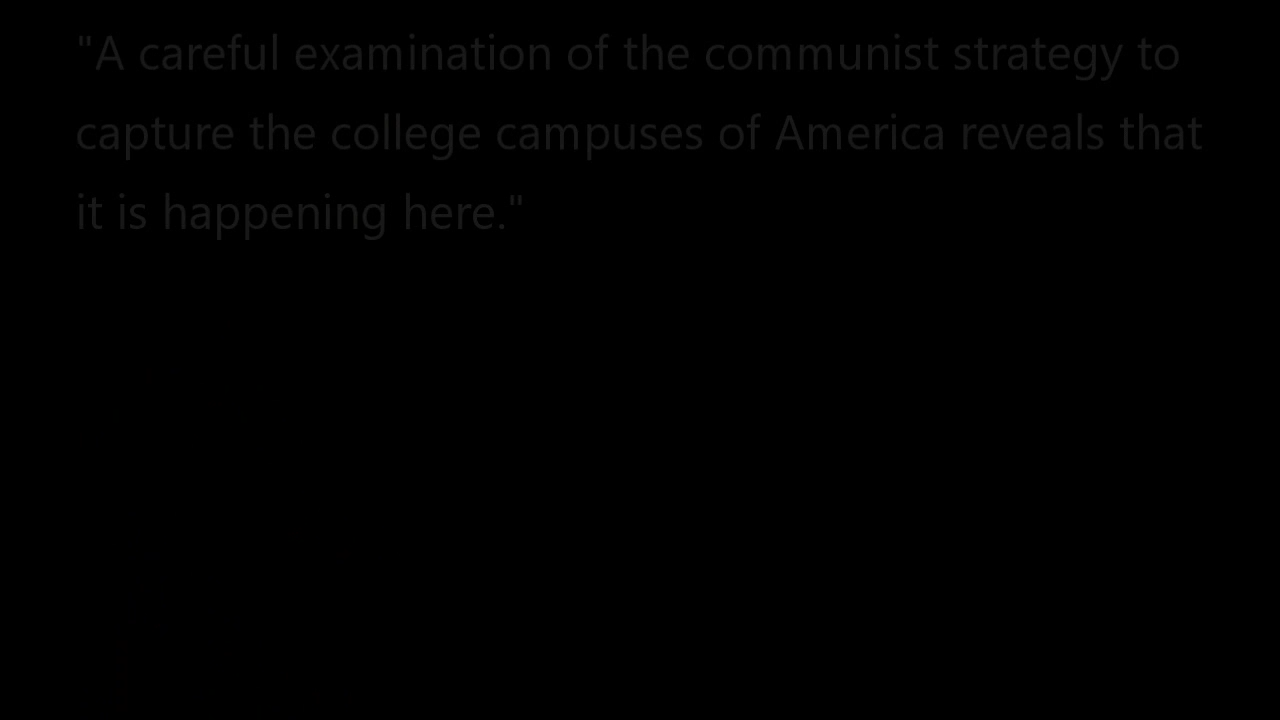 "A careful examination of the communist strategy to
capture the college campuses of America reveals that
it is happening here."